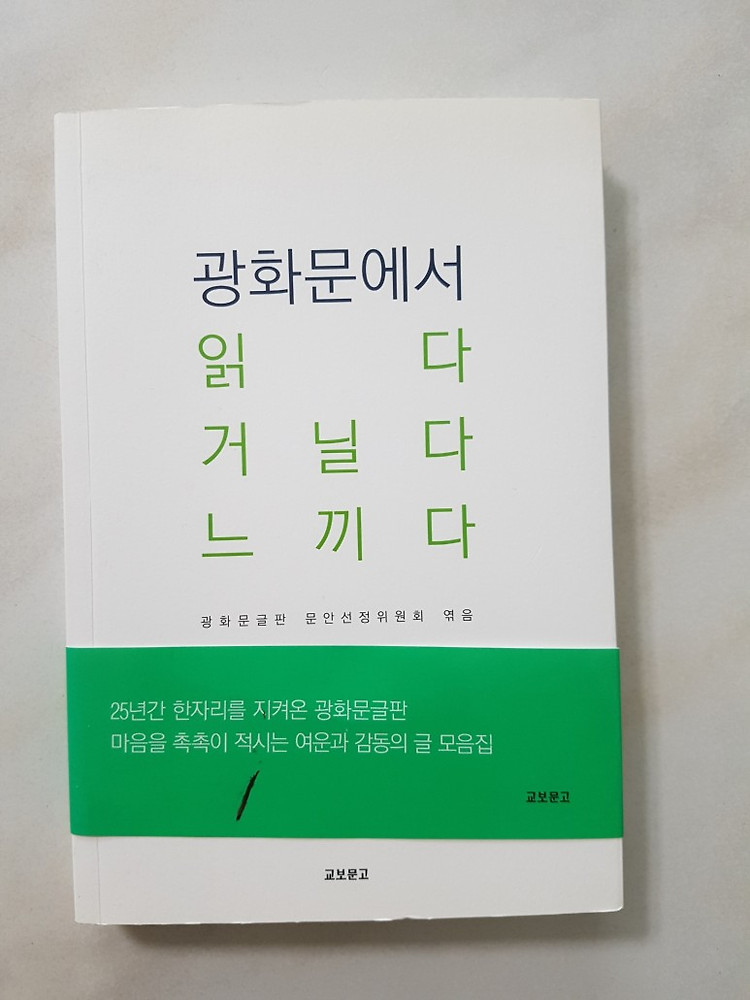 광화문에서
읽 다
거 닐 다
느 끼 다
광화문글판 문안선정위원회 엮음
25년간 한자리를 지켜온 광화문글판
마음을 촉촉이 적시는 여운과 감동의 글 모음집
교보문고
교보문고